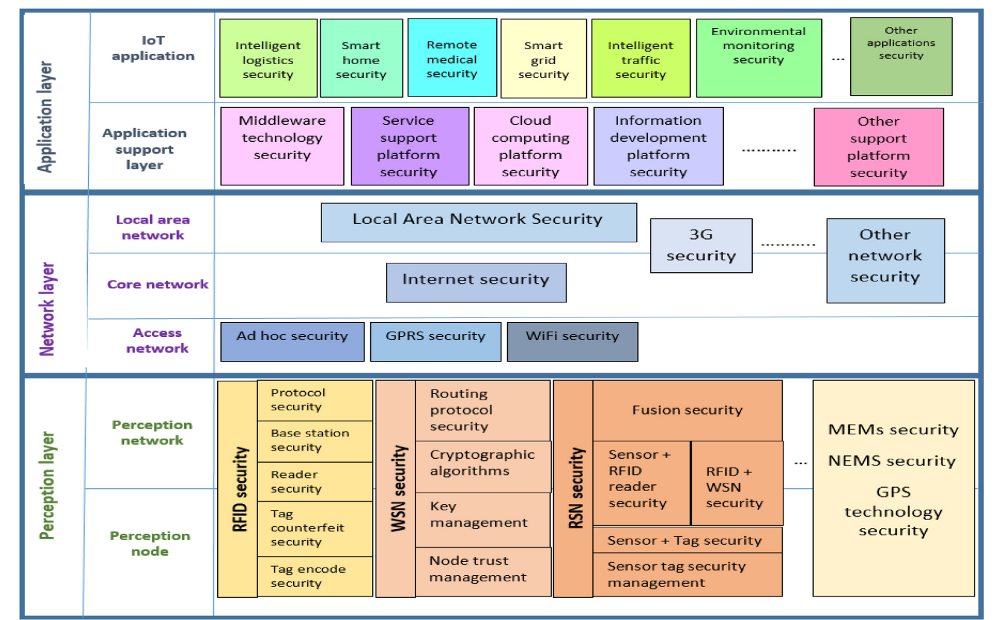 Application layer
IoT
application
Intelligent
logistics
security
Smart
home
security
Remote
medical
security
Smart
grid
security
Intelligent
traffic
security
Environmental
monitoring
security
...
Other
applications
security
Application
support
layer
Middleware
technology
security
Service
support
platform
security
Cloud
computing
platform
security
Information
development
platform
security
...........
Other
support
platform
security
Network layer
Local area
network
Local Area Network Security
3G
security
...........
Other
network
security
Core network
Internet security
Access
network
Ad hoc security
GPRS security
WiFi security
Perception layer
Perception
network
Perception
node
RFID security
Protocol
security
Base station
security
Reader
security
Tag
counterfeit
security
Tag encode
security
WSN security
Routing
protocol
security
Cryptographic
algorithms
Key
management
Node trust
management
RSN security
Fusion security
Sensor +
RFID
reader
security
RFID +
WSN
security
Sensor + Tag security
Sensor tag security
management
...
MEMs security
NEMS security
GPS
technology
security